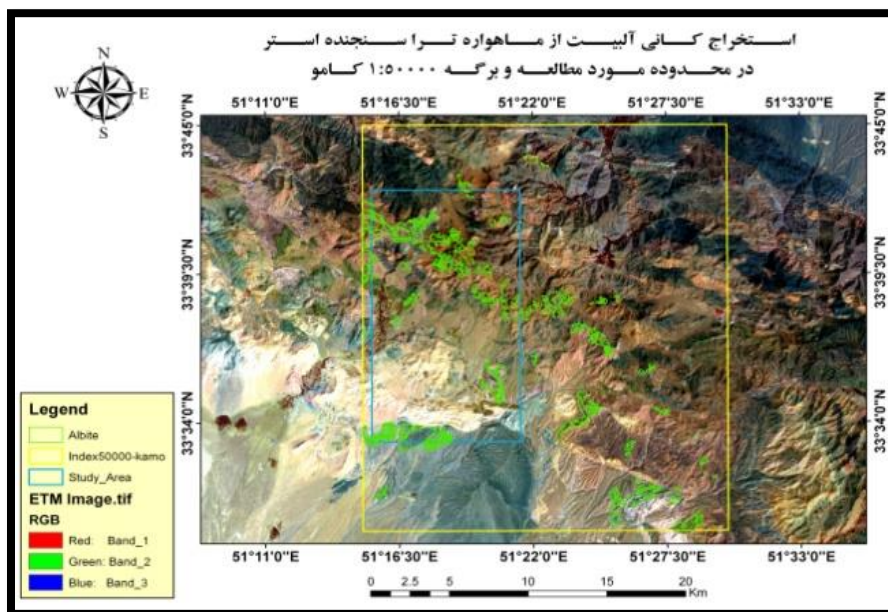 استخراج کانی آلبیت از ماهواره ترا سنجنده استر
در محدوده مورد مطالعه و برگه ۱:۵۰۰۰۰ کامو
N
W E
S
51°11'0"E 51°16'30"E 51°22'0"E 51°27'30"E 51°33'0"E
33°45'0"N 33°45'0"N
33°39'30"N 33°39'30"N
33°34'0"N 33°34'0"N
Legend
Albite
Index50000-kamo
Study_Area
ETM Image.tif
RGB
Red: Band_1
Green: Band_2
Blue: Band_3
51°11'0"E 51°16'30"E 51°22'0"E 51°27'30"E 51°33'0"E
0 2.5 5 10 15 20
Km